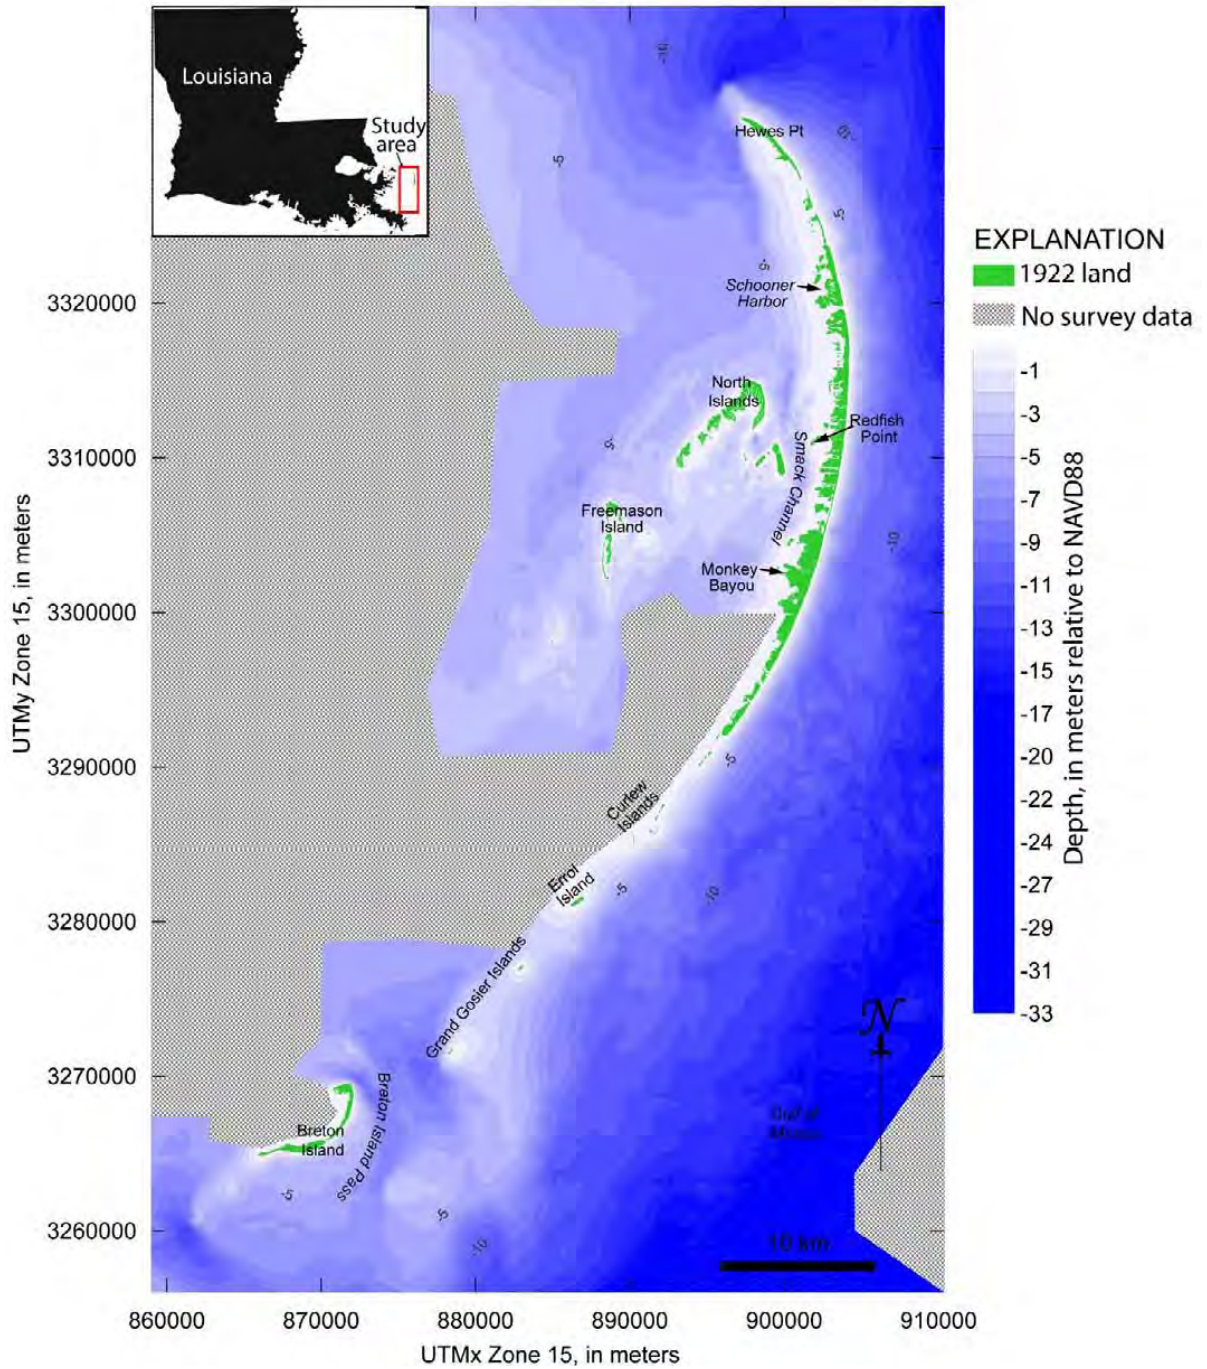 Louisiana
Study
area
-10
-5
Hewes Pt
-5
-5
Schooner
Harbor
North
Islands
Redfish
Point
Smack Channel
Freemason
Island
-10
Monkey
Bayou
-5
Curlew
Islands
Errol
Island
-5
-10
Grand Gosier Islands
Breton Island Pass
Breton
Island
Gulf of
Mexico
-5
-5
-10
N
10 km
EXPLANATION
1922 land
No survey data
-1
-3
-5
-7
-9
-11
-13
-15
-17
-20
-22
-24
-27
-29
-31
-33
Depth, in meters relative to NAVD88
3320000
3310000
3300000
3290000
3280000
3270000
3260000
UTMy Zone 15, in meters
860000
870000
880000
890000
900000
910000
UTMx Zone 15, in meters